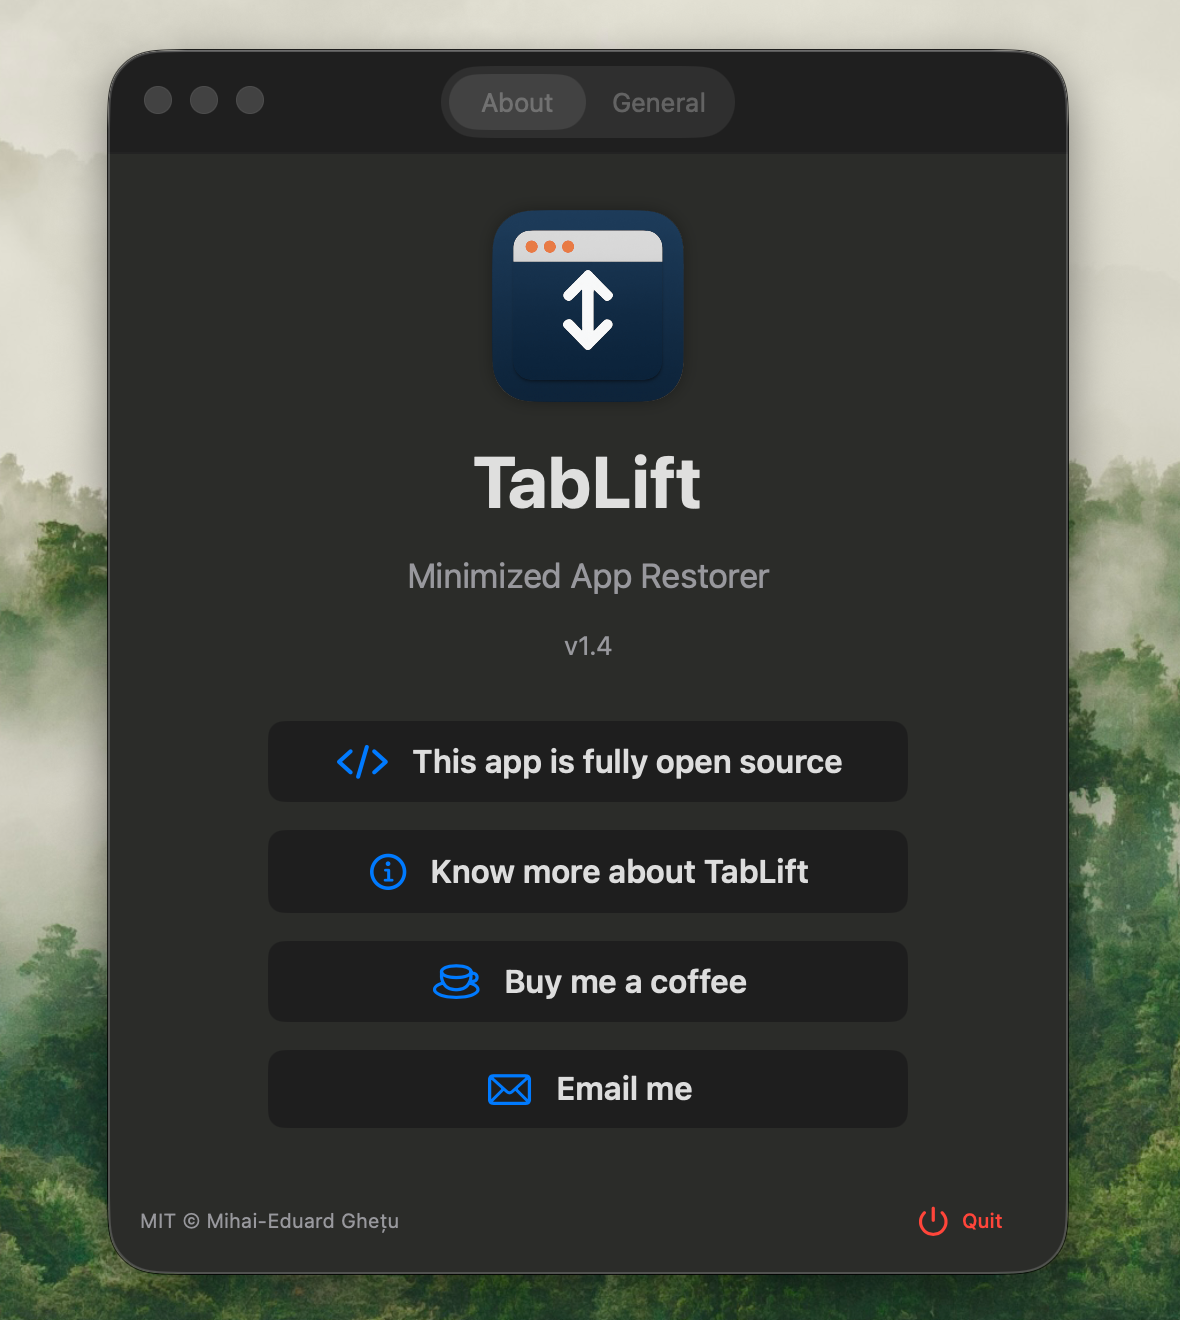 About
General
TabLift
Minimized App Restorer
v1.4
This app is fully open source
Know more about TabLift
Buy me a coffee
Email me
MIT © Mihai-Eduard Ghețu
Quit